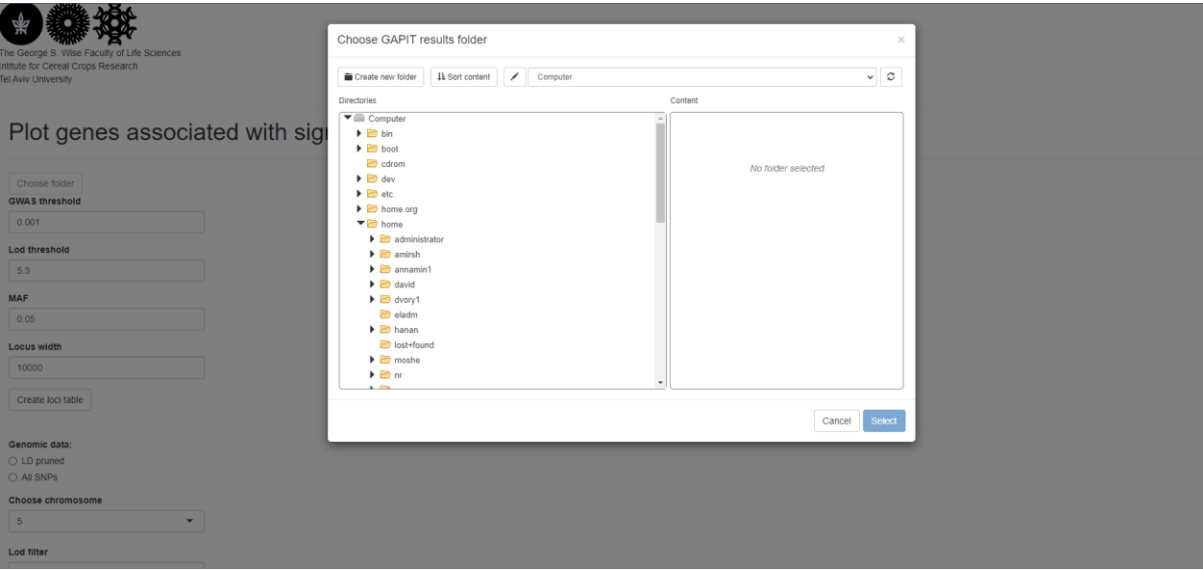 The George S. Wise Faculty of Life Sciences
Intitute for Cereal Crops Research
Tel Aviv University
Plot genes associated with sig
Choose folder
GWAS threshold
0.001
Lod threshold
5.3
MAF
0.05
Locus width
10000
Create loci table
Genomic data:
LD pruned
All SNPs
Choose chromosome
5
Lod filter
Choose GAPIT results folder
×
Create new folder
Sort content
Computer
Directories
Content
Computer
bin
boot
cdrom
dev
etc
home.org
home
administrator
amirsh
annamin1
david
dvory1
eladm
hanan
lost+found
moshe
nr
No folder selected
Cancel
Select